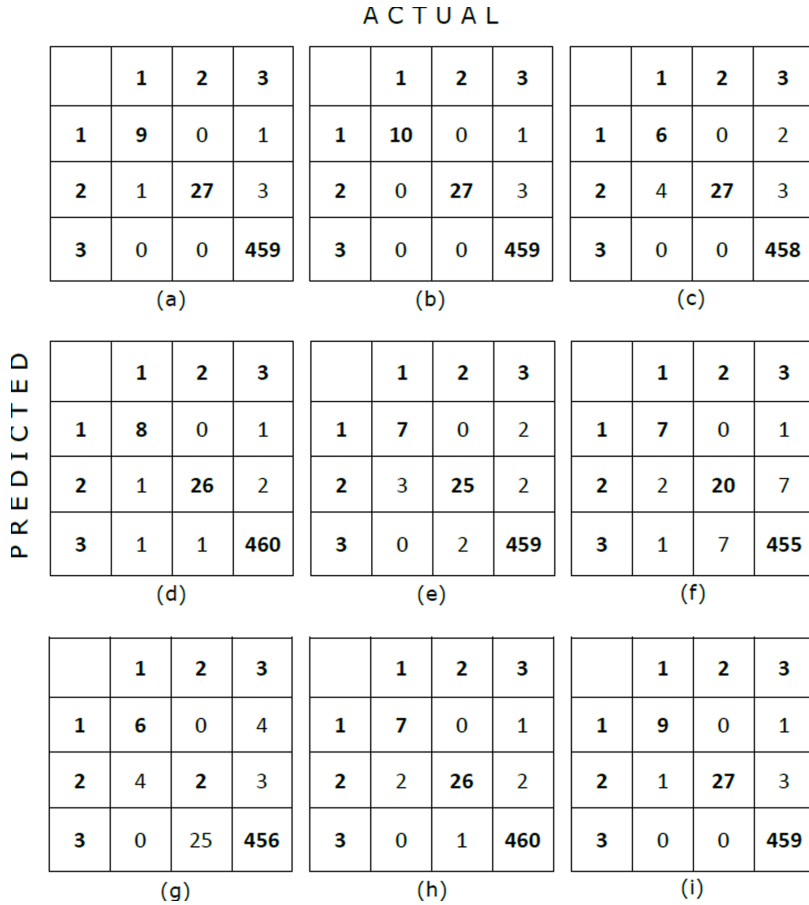 ACTUAL
1 2 3
1 9 0 1
2 1 27 3
3 0 0 459
(a)
1 2 3
1 10 0 1
2 0 27 3
3 0 0 459
(b)
1 2 3
1 6 0 2
2 4 27 3
3 0 0 458
(c)
PREDICTED
1 2 3
1 8 0 1
2 1 26 2
3 1 1 460
(d)
1 2 3
1 7 0 2
2 3 25 2
3 0 2 459
(e)
1 2 3
1 7 0 1
2 2 20 7
3 1 7 455
(f)
1 2 3
1 6 0 4
2 4 2 3
3 0 25 456
(g)
1 2 3
1 7 0 1
2 2 26 2
3 0 1 460
(h)
1 2 3
1 9 0 1
2 1 27 3
3 0 0 459
(i)